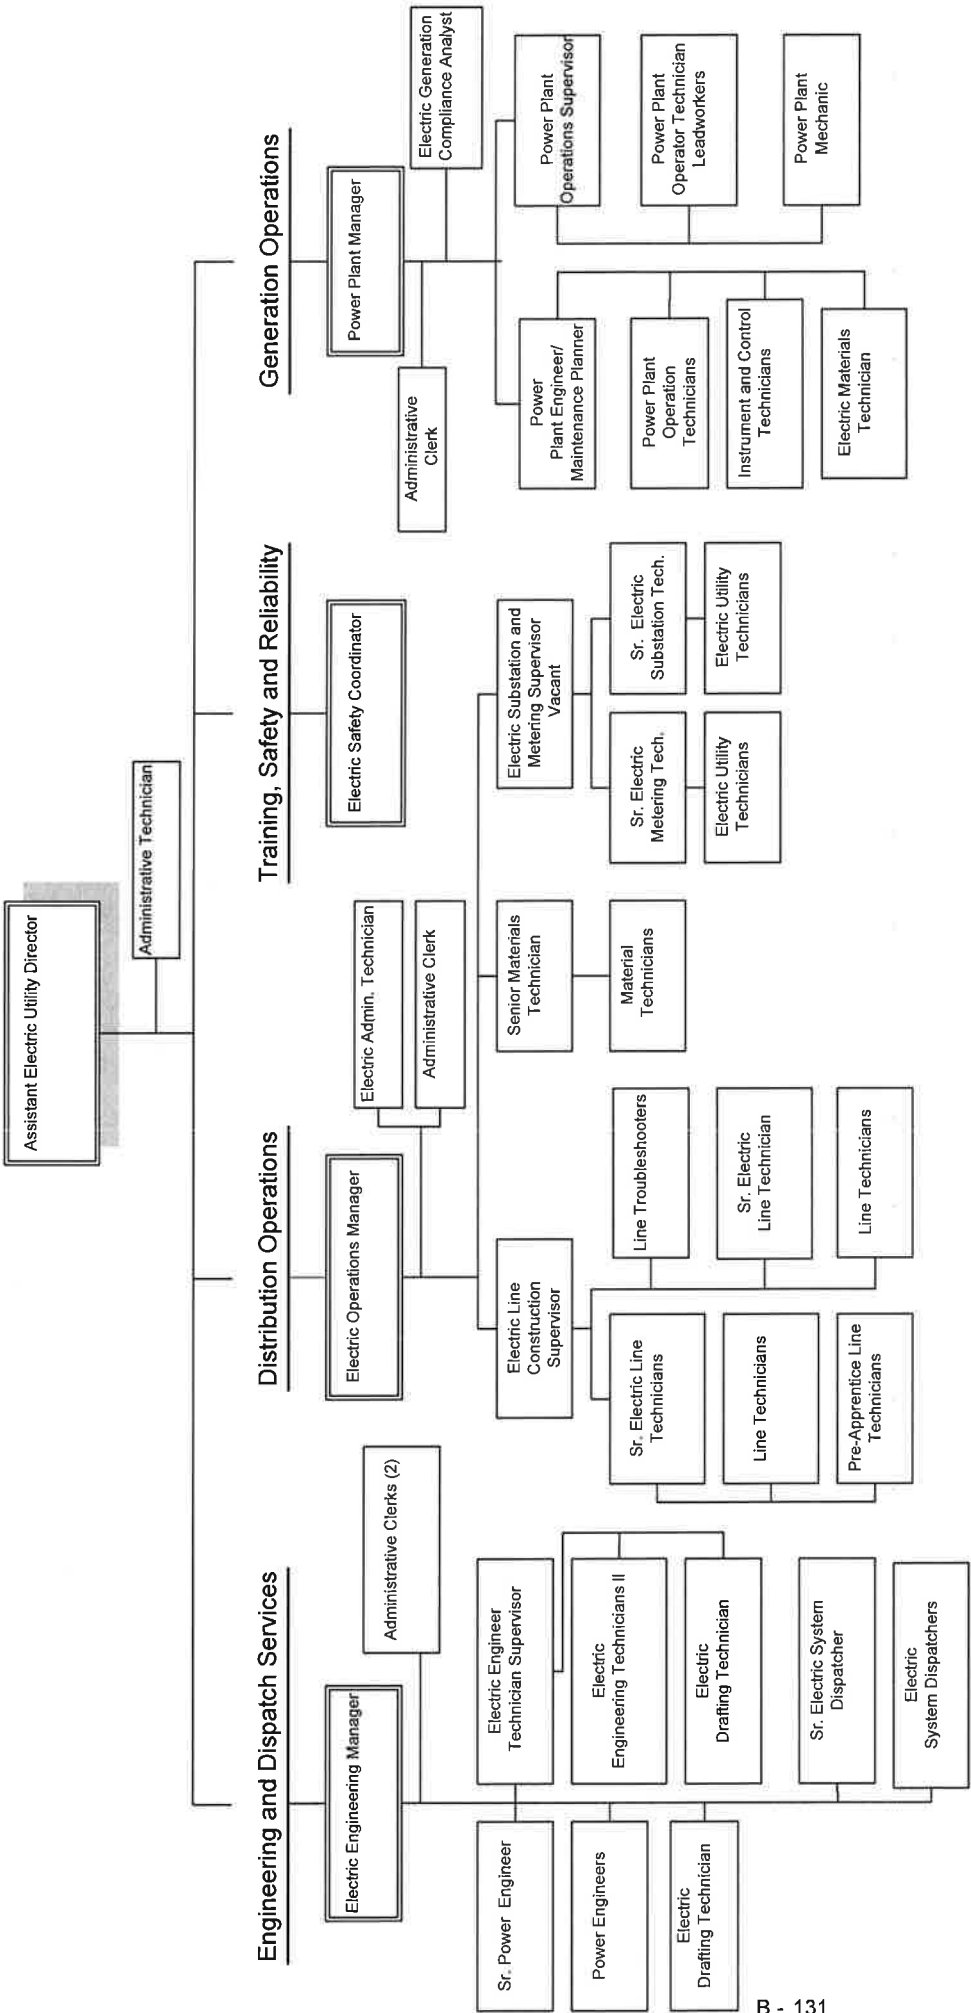 Assistant Electric Utility Director
Administrative Technician
Engineering and Dispatch Services
Electric Engineering Manager
Administrative Clerks (2)
Sr. Power Engineer
Power Engineers
Electric
Drafting Technician
Electric Engineer
Technician Supervisor
Electric
Engineering Technicians II
Electric
Drafting Technician
Sr. Electric System
Dispatcher
Electric
System Dispatchers
Distribution Operations
Electric Operations Manager
Electric Admin. Technician
Administrative Clerk
Electric Line
Construction
Supervisor
Sr. Electric Line
Technicians
Line Technicians
Pre-Apprentice Line
Technicians
Line Troubleshooters
Sr. Electric
Line Technician
Line Technicians
Senior Materials
Technician
Material
Technicians
Electric Substation and
Metering Supervisor
Vacant
Sr. Electric
Metering Tech.
Electric Utility
Technicians
Sr. Electric
Substation Tech.
Electric Utility
Technicians
Training, Safety and Reliability
Electric Safety Coordinator
Generation Operations
Power Plant Manager
Administrative
Clerk
Electric Generation
Compliance Analyst
Power
Plant Engineer/
Maintenance Planner
Power Plant
Operation
Technicians
Instrument and Control
Technicians
Electric Materials
Technician
Power Plant
Operations Supervisor
Power Plant
Operator Technician
Leadworkers
Power Plant
Mechanic
B - 131